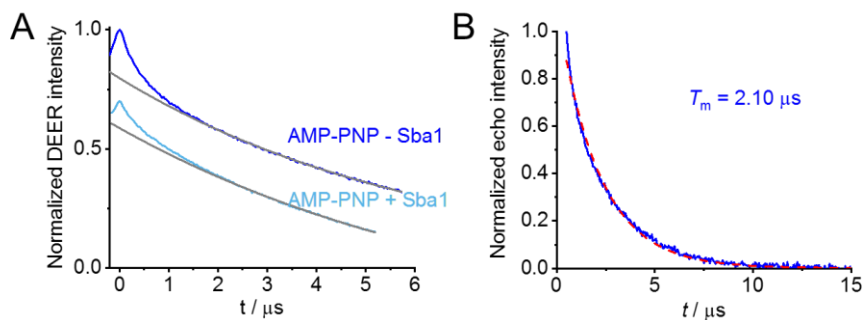 A
Normalized DEER intensity
1.0
0.5
0.0
AMP-PNP - Sba1
AMP-PNP + Sba1
0 1 2 3 4 5 6
t / μs
B
Normalized echo intensity
1.0
0.8
0.6
0.4
0.2
0.0
Tm = 2.10 μs
0 5 10 15
t / μs